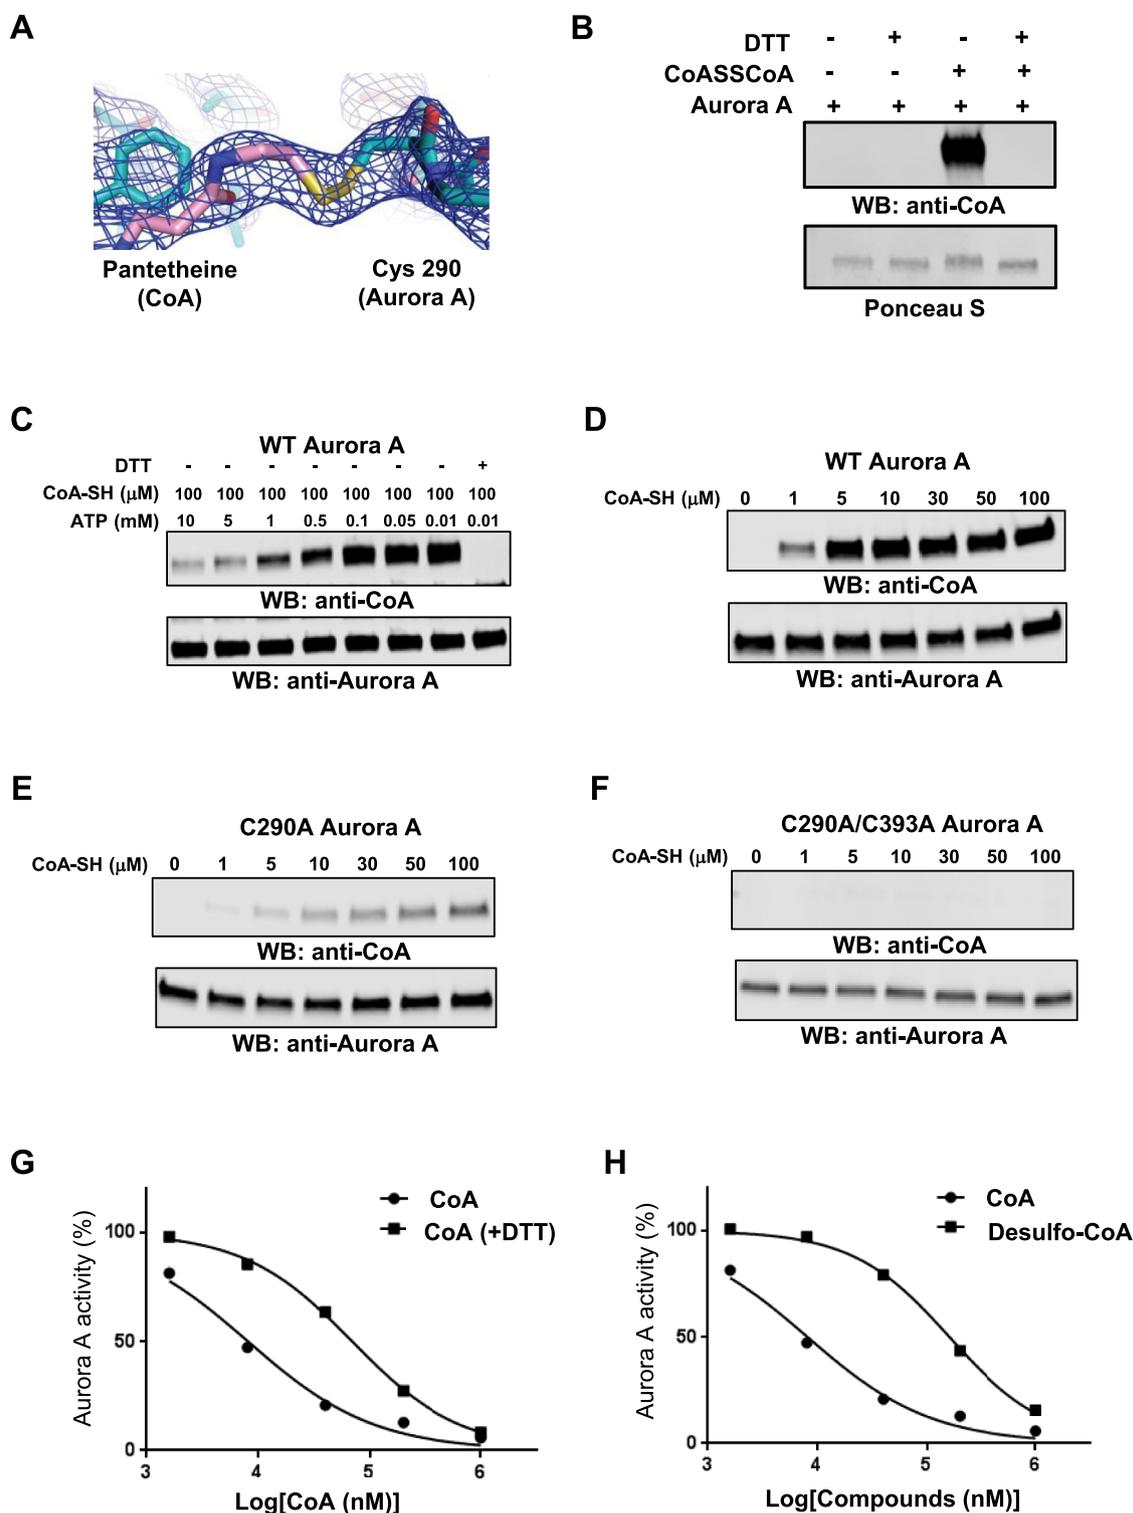 A
Pantetheine
(CoA)
Cys 290
(Aurora A)
B
DTT - + - +
CoASSCoA - - + +
Aurora A + + + +
WB: anti-CoA
Ponceau S
C
WT Aurora A
DTT - - - - - - - +
CoA-SH (μM) 100 100 100 100 100 100 100 100
ATP (mM) 10 5 1 0.5 0.1 0.05 0.01 0.01
WB: anti-CoA
WB: anti-Aurora A
D
WT Aurora A
CoA-SH (μM) 0 1 5 10 30 50 100
WB: anti-CoA
WB: anti-Aurora A
E
C290A Aurora A
CoA-SH (μM) 0 1 5 10 30 50 100
WB: anti-CoA
WB: anti-Aurora A
F
C290A/C393A Aurora A
CoA-SH (μM) 0 1 5 10 30 50 100
WB: anti-CoA
WB: anti-Aurora A
G
CoA
CoA (+DTT)
Aurora A activity (%)
100
50
0
3 4 5 6
Log[CoA (nM)]
H
CoA
Desulfo-CoA
Aurora A activity (%)
100
50
0
3 4 5 6
Log[Compounds (nM)]